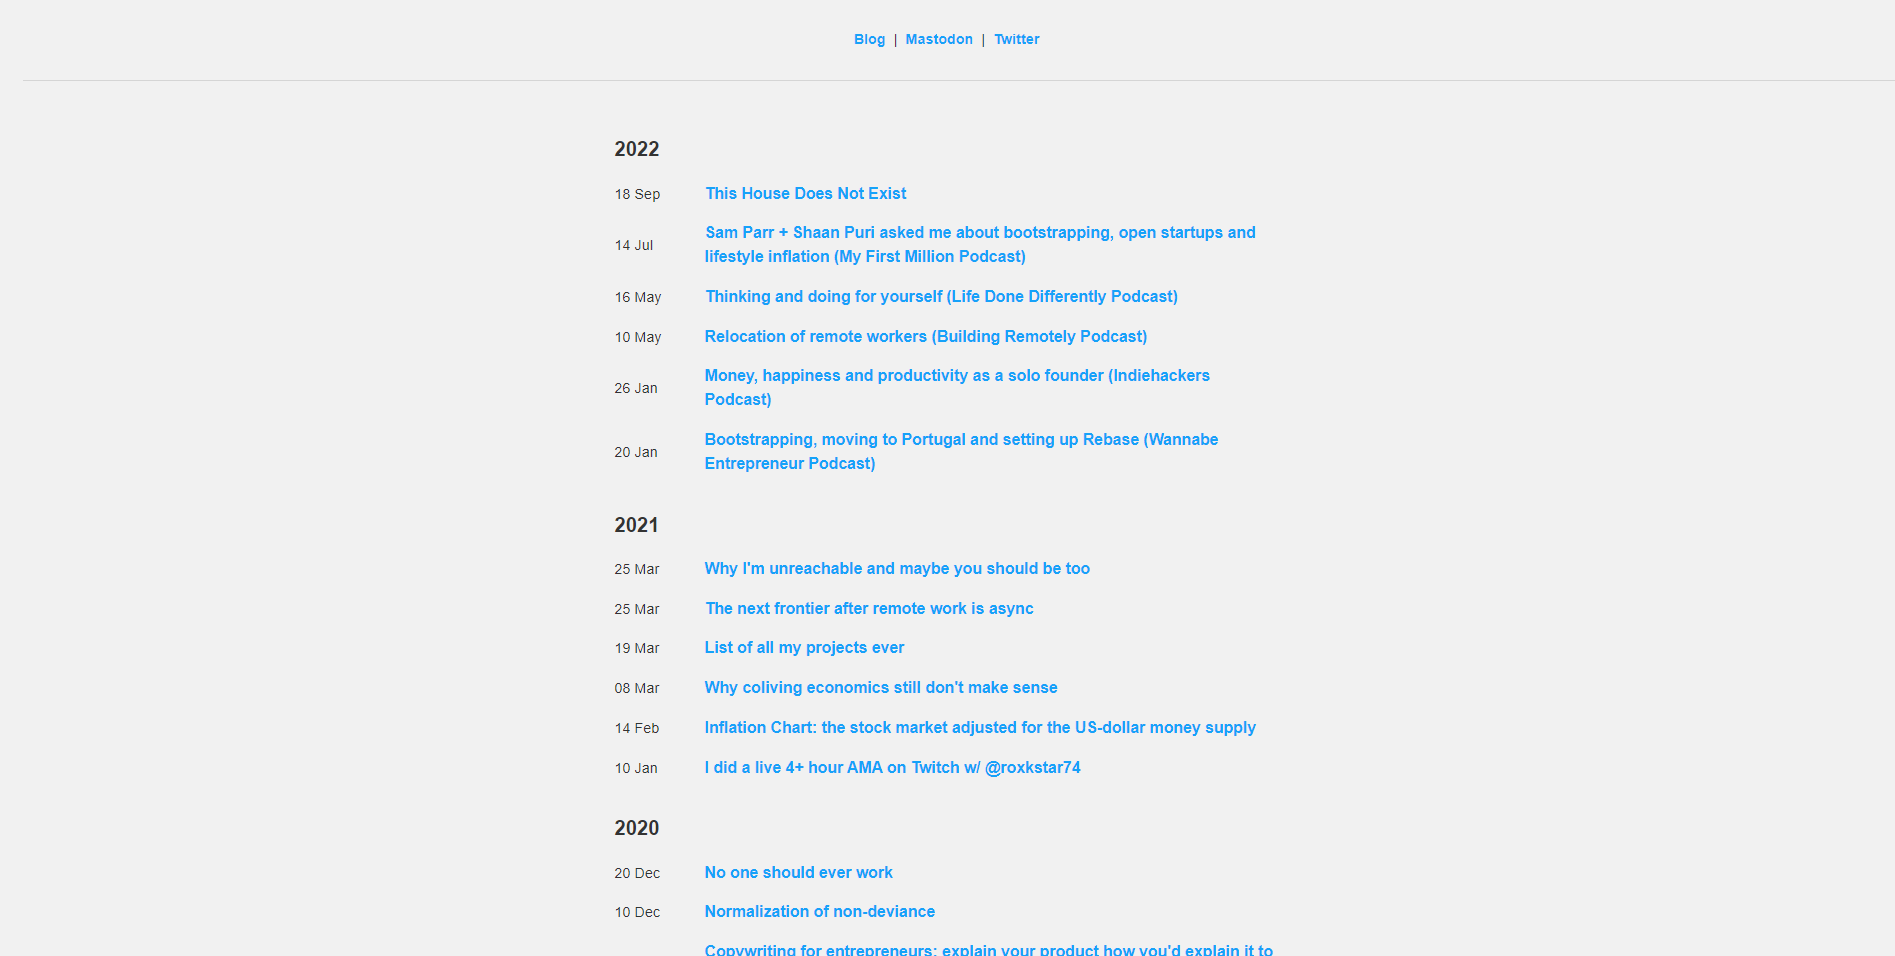 Blog | Mastodon | Twitter
2022
18 Sep This House Does Not Exist
14 Jul Sam Parr + Shaan Puri asked me about bootstrapping, open startups and
lifestyle inflation (My First Million Podcast)
16 May Thinking and doing for yourself (Life Done Differently Podcast)
10 May Relocation of remote workers (Building Remotely Podcast)
26 Jan Money, happiness and productivity as a solo founder (Indiehackers
Podcast)
20 Jan Bootstrapping, moving to Portugal and setting up Rebase (Wannabe
Entrepreneur Podcast)
2021
25 Mar Why I'm unreachable and maybe you should be too
25 Mar The next frontier after remote work is async
19 Mar List of all my projects ever
08 Mar Why coliving economics still don't make sense
14 Feb Inflation Chart: the stock market adjusted for the US-dollar money supply
10 Jan I did a live 4+ hour AMA on Twitch w/ @roxkstar74
2020
20 Dec No one should ever work
10 Dec Normalization of non-deviance
Copywriting for entrepreneurs: explain your product how you'd explain it to